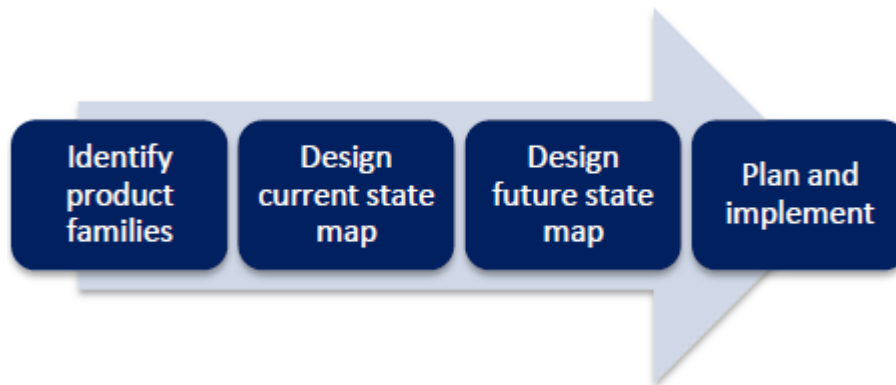 Identify
product
families
Design
current state
map
Design
future state
map
Plan and
implement